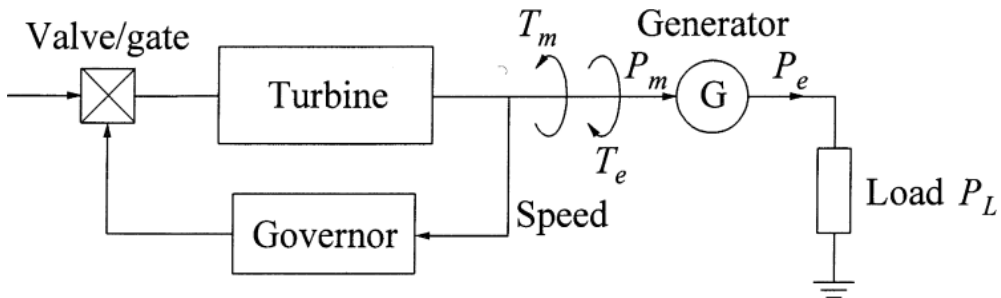 Valve/gate
Turbine
T_m
Generator
P_m
G
P_e
T_e
Load P_L
Speed
Governor